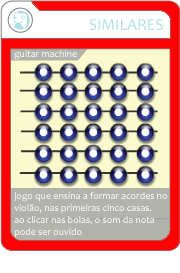 SIMILARES
guitar machine
jogo que ensina a formar acordes no
violão, nas primeiras cinco casas.
ao clicar nas bolas, o som da nota
pode ser ouvido